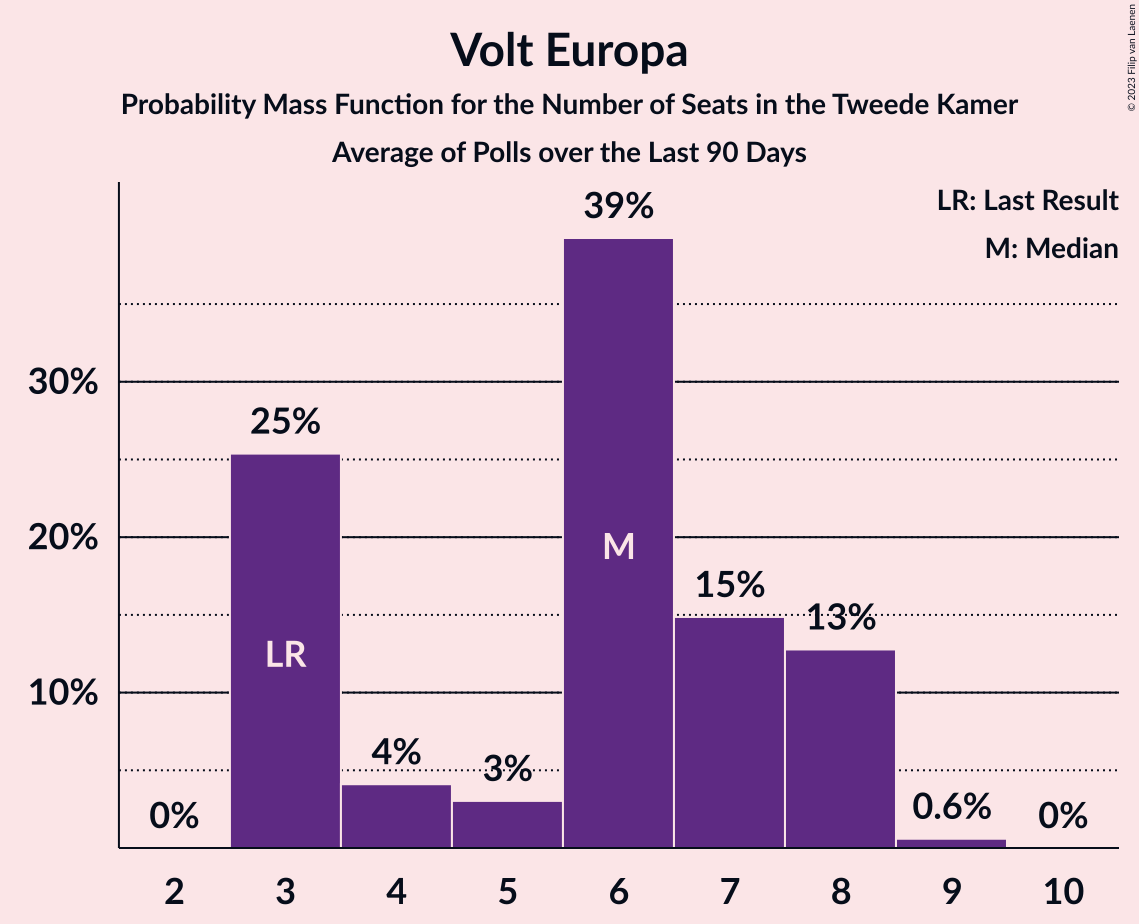 Volt Europa
Probability Mass Function for the Number of Seats in the Tweede Kamer
Average of Polls over the Last 90 Days
© 2023 Filip van Laenen
LR: Last Result
M: Median
39%
30%
25%
20%
M
15%
13%
LR
10%
4%
3%
0%
0.6%
0%
2 3 4 5 6 7 8 9 10